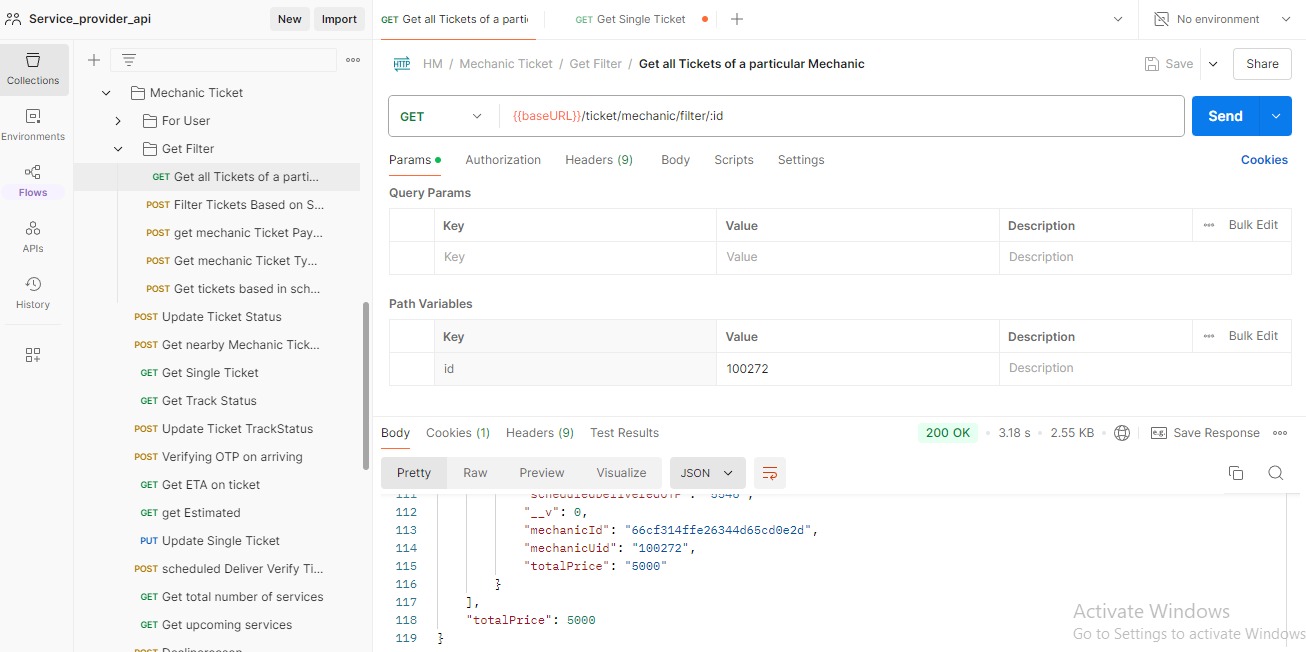 Service_provider_api
New
Import
GET Get all Tickets of a parti
GET Get Single Ticket
No environment
Collections
Environments
Flows
APIs
History
Mechanic Ticket
For User
Get Filter
GET Get all Tickets of a parti...
POST Filter Tickets Based on S...
POST get mechanic Ticket Pay...
POST Get mechanic Ticket Ty...
POST Get tickets based in sch...
POST Update Ticket Status
POST Get nearby Mechanic Tick...
GET Get Single Ticket
GET Get Track Status
POST Update Ticket TrackStatus
POST Verifying OTP on arriving
GET Get ETA on ticket
GET get Estimated
PUT Update Single Ticket
POST scheduled Deliver Verify Ti...
GET Get total number of services
GET Get upcoming services
HTTP HM / Mechanic Ticket / Get Filter / Get all Tickets of a particular Mechanic
Save
Share
GET {{baseURL}}/ticket/mechanic/filter/:id
Send
Params Authorization Headers (9) Body Scripts Settings
Cookies
Query Params
Key Value Description Bulk Edit
Key Value Description
Path Variables
Key Value Description Bulk Edit
id 100272 Description
Body Cookies (1) Headers (9) Test Results
200 OK 3.18 s 2.55 KB e.g. Save Response
Pretty Raw Preview Visualize JSON
112 "__v": 0,
113 "mechanicId": "66cf314ffe26344d65cd0e2d",
114 "mechanicUid": "100272",
115 "totalPrice": "5000"
116 }
117 ],
118 "totalPrice": 5000
119 }
Activate Windows
Go to Settings to activate Windows